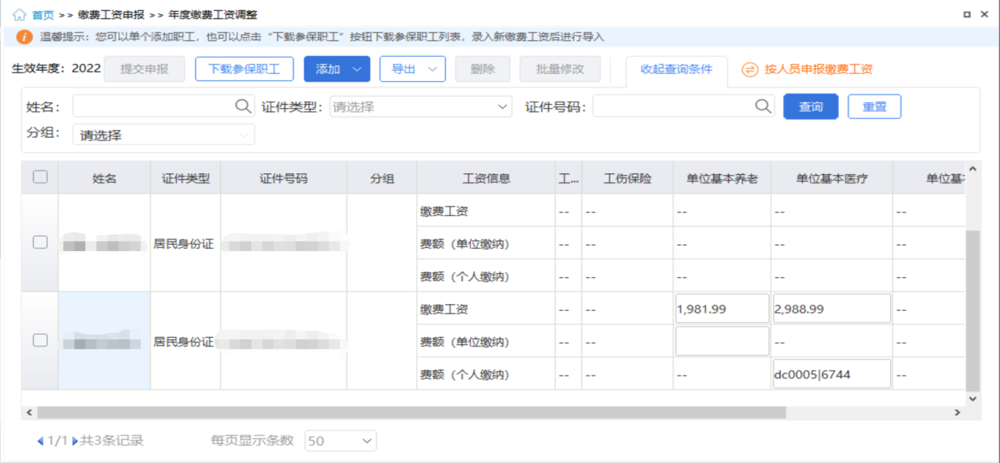 首页 >> 缴费工资申报 >> 年度缴费工资调整
温馨提示：您可以单个添加职工，也可以点击“下载参保职工”按钮下载参保职工列表，录入新缴费工资后进行导入
生效年度：2022 提交申报 下载参保职工 添加 导出 删除 批量修改 收起查询条件 按人员申报缴费工资
姓名： 证件类型： 请选择 证件号码： 查询 重置
分组： 请选择
姓名 证件类型 证件号码 分组 工资信息 工... 工伤保险 单位基本养老 单位基本医疗 单位基
缴费工资 -- -- -- -- --
居民身份证 费额（单位缴纳） -- -- -- -- --
费额（个人缴纳） -- -- -- -- --
缴费工资 -- -- 1,981.99 2,988.99 --
居民身份证 费额（单位缴纳） -- -- -- --
费额（个人缴纳） -- -- -- dc0005|6744 --
1/1 共3条记录 每页显示条数 50